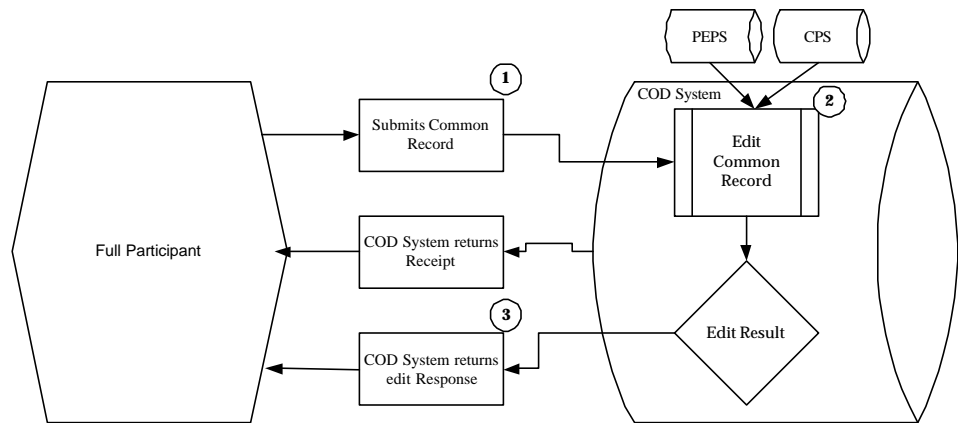 PEPS
CPS
1
COD System
2
Submits Common
Record
Edit
Common
Record
Full Participant
COD System returns
Receipt
3
Edit Result
COD System returns
edit Response